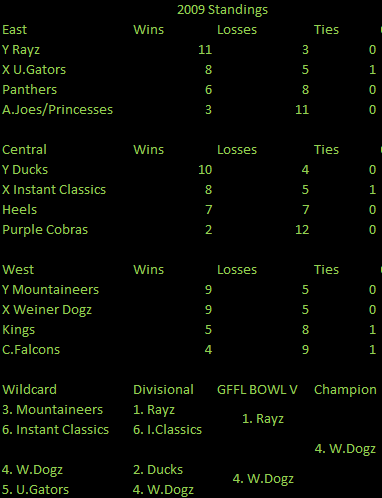 2009 Standings
East Wins Losses Ties
Y Rayz 11 3 0
X U.Gators 8 5 1
Panthers 6 8 0
A.Joes/Princesses 3 11 0
Central Wins Losses Ties
Y Ducks 10 4 0
X Instant Classics 8 5 1
Heels 7 7 0
Purple Cobras 2 12 0
West Wins Losses Ties
Y Mountaineers 9 5 0
X Weiner Dogz 9 5 0
Kings 5 8 1
C.Falcons 4 9 1
Wildcard Divisional GFFL BOWL V Champion
3. Mountaineers 1. Rayz
1. Rayz
6. Instant Classics 6. I.Classics
4. W.Dogz
4. W.Dogz 2. Ducks
4. W.Dogz
5. U.Gators 4. W.Dogz